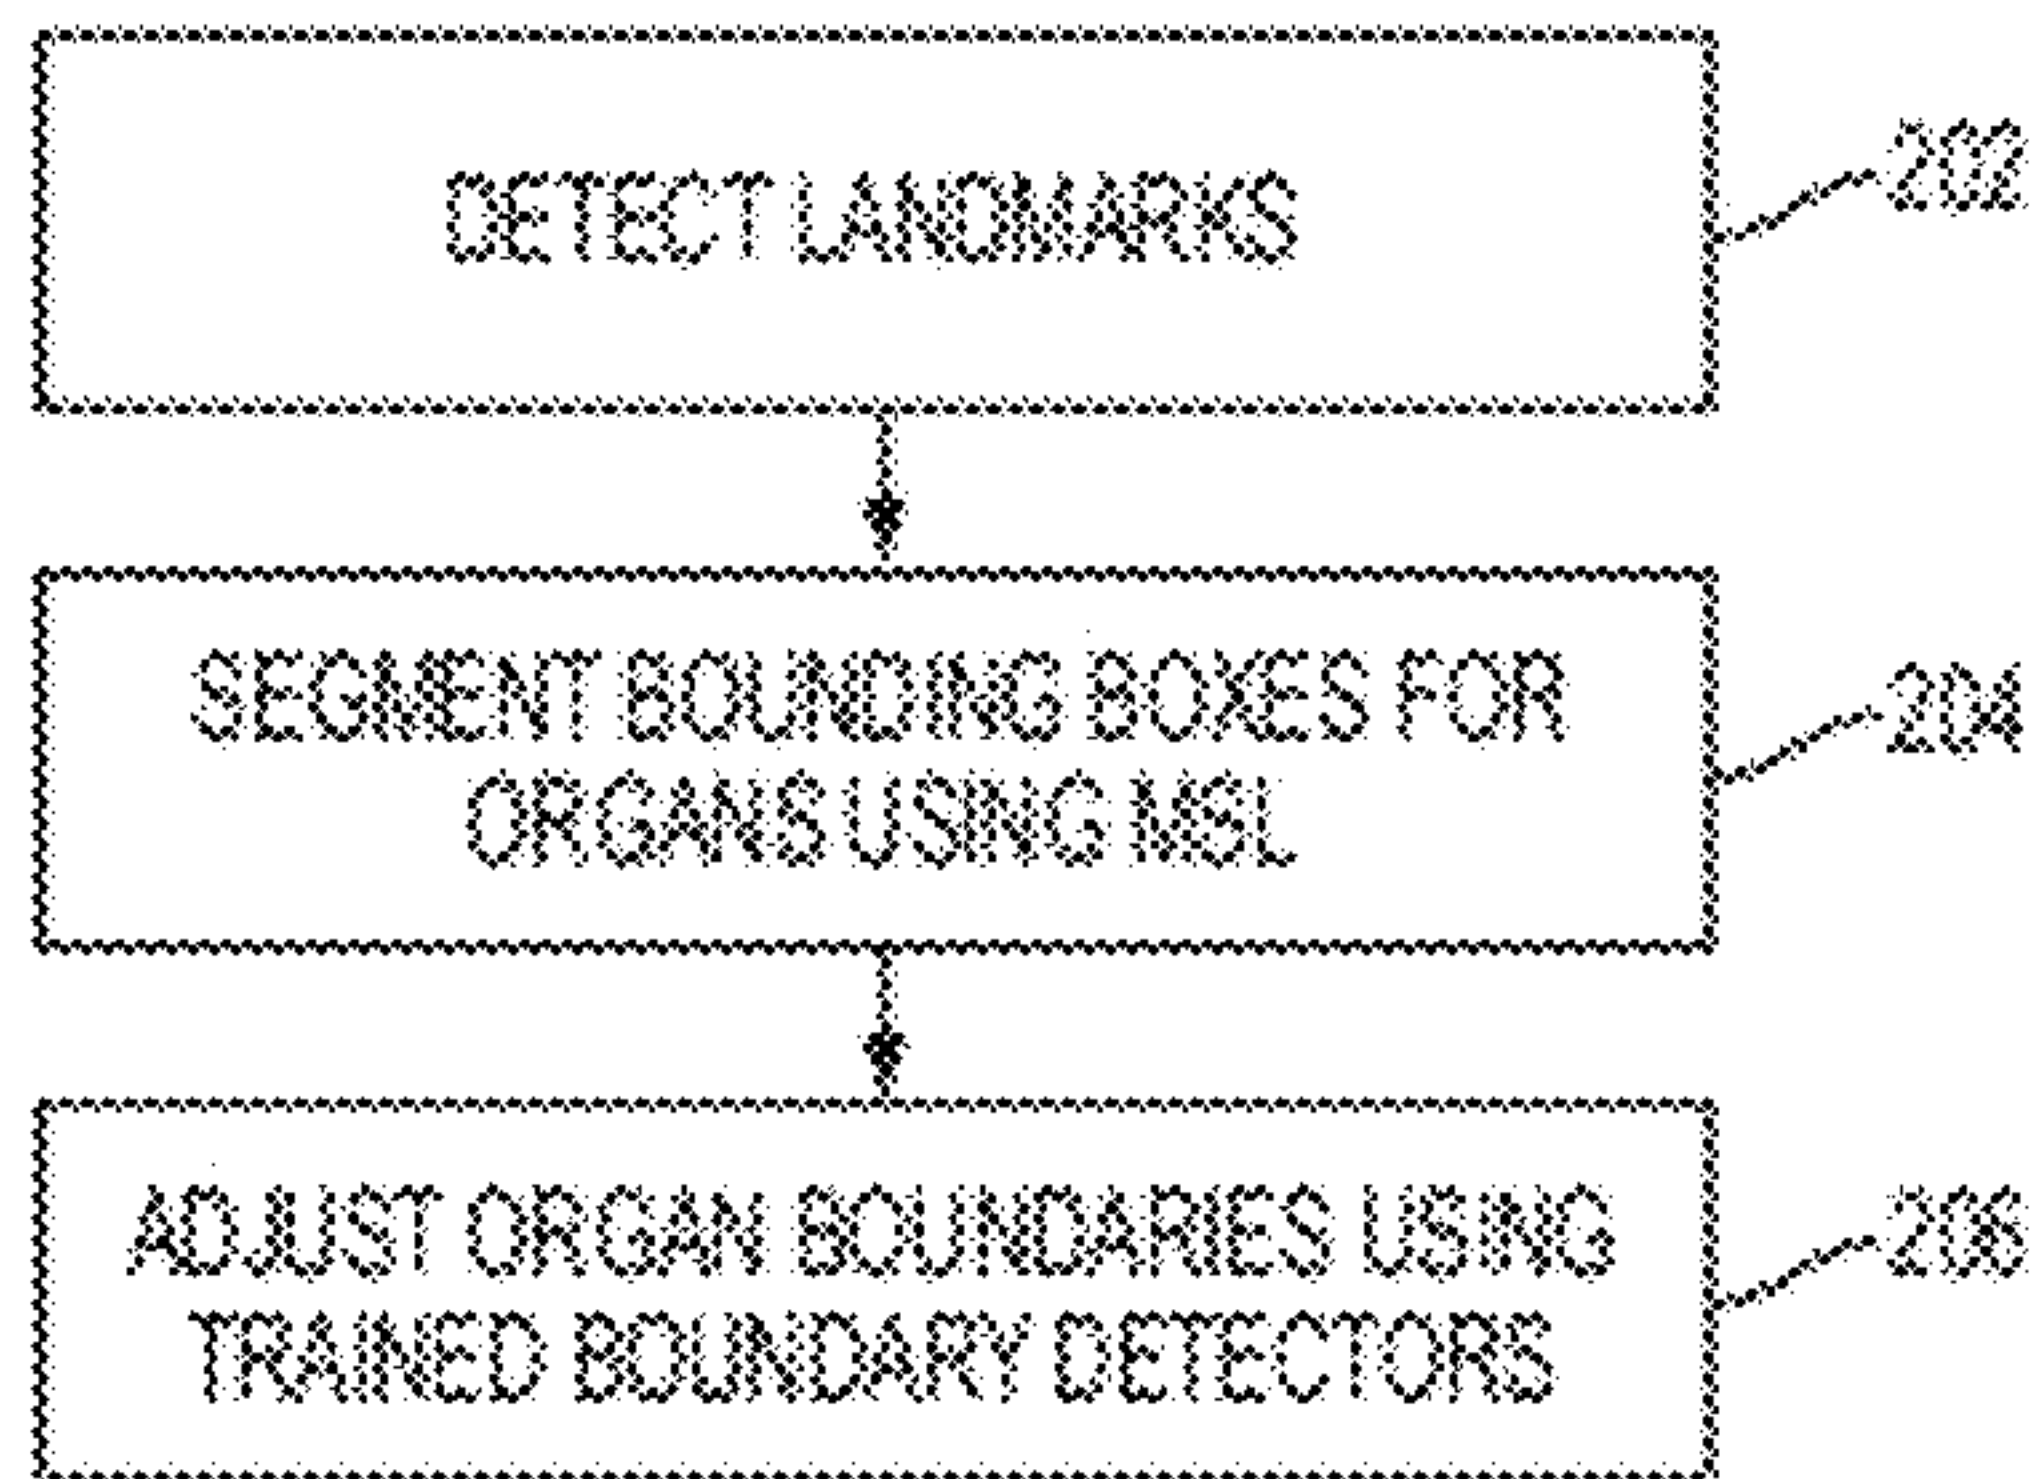 DETECT LANDMARKS
202
SEGMENT BOUNDING BOXES FOR
ORGANS USING MSL
204
ADJUST ORGAN BOUNDARIES USING
TRAINED BOUNDARY DETECTORS
206